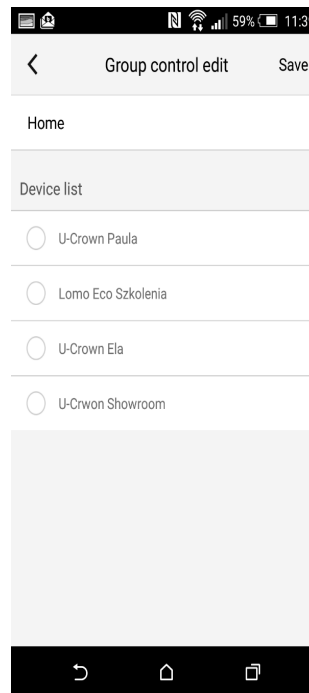 59% 11:3
Group control edit Save
Home
Device list
U-Crown Paula
Lomo Eco Szkolenia
U-Crown Ela
U-Crwon Showroom